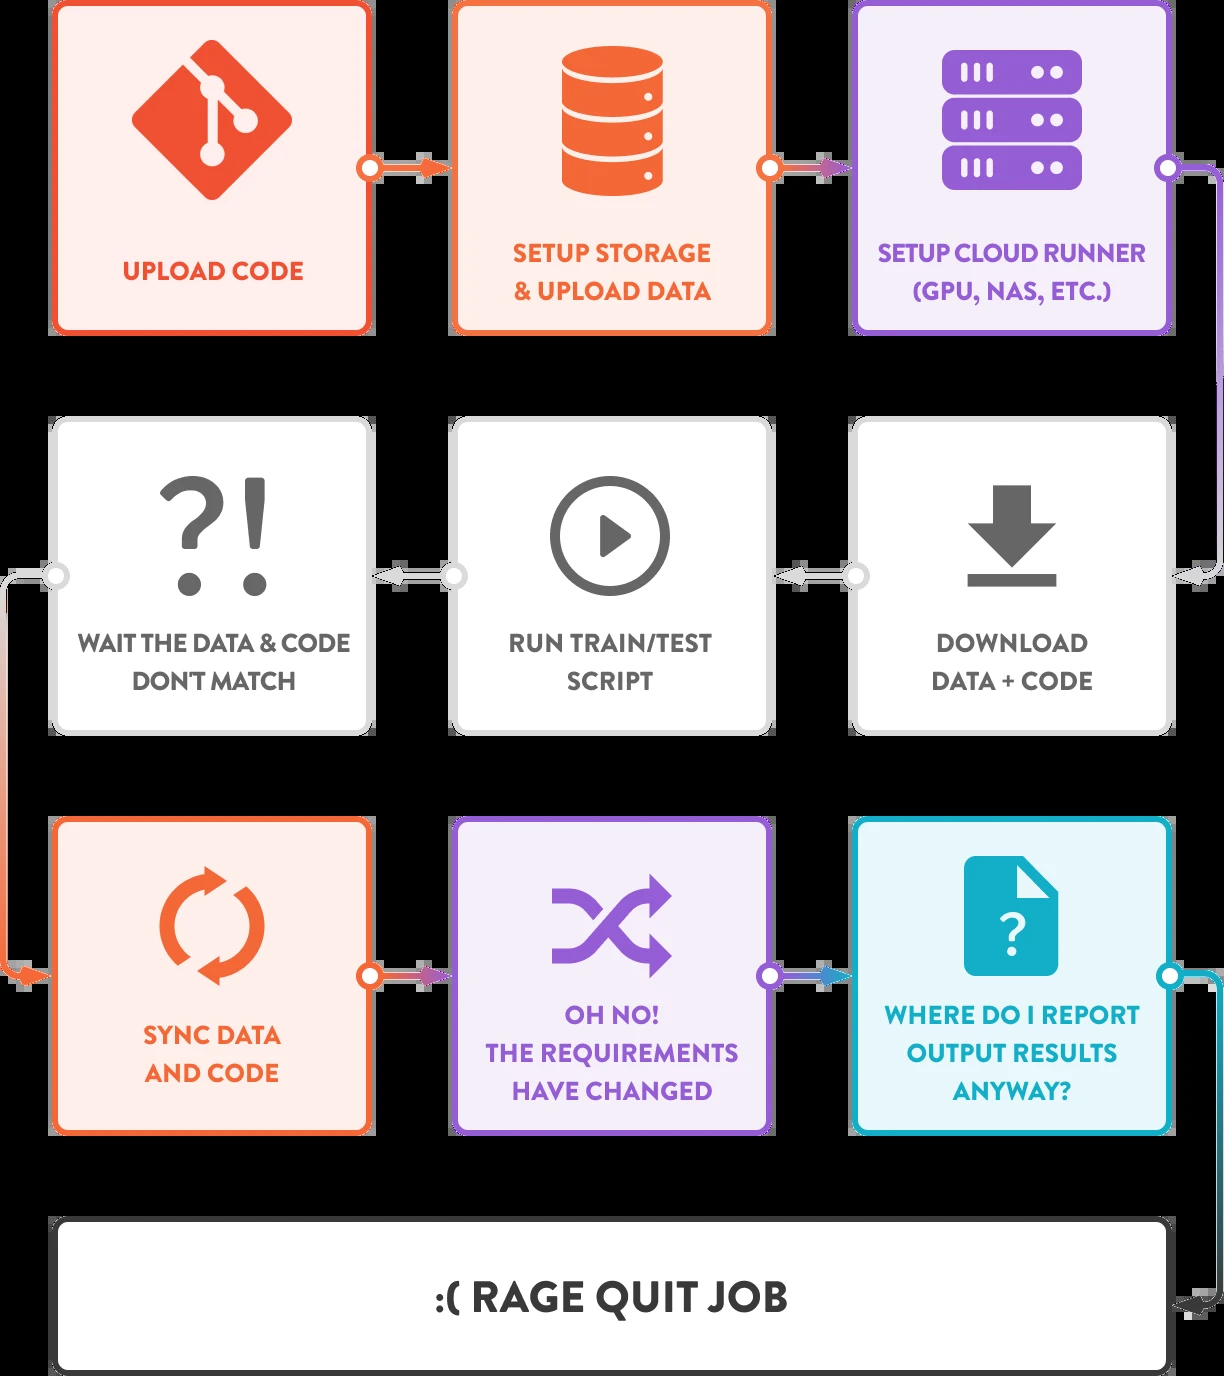 UPLOAD CODE
SETUP STORAGE
& UPLOAD DATA
SETUP CLOUD RUNNER
(GPU, NAS, ETC.)
?!
WAIT THE DATA & CODE
DON'T MATCH
RUN TRAIN/TEST
SCRIPT
DOWNLOAD
DATA + CODE
SYNC DATA
AND CODE
OH NO!
THE REQUIREMENTS
HAVE CHANGED
?
WHERE DO I REPORT
OUTPUT RESULTS
ANYWAY?
:( RAGE QUIT JOB